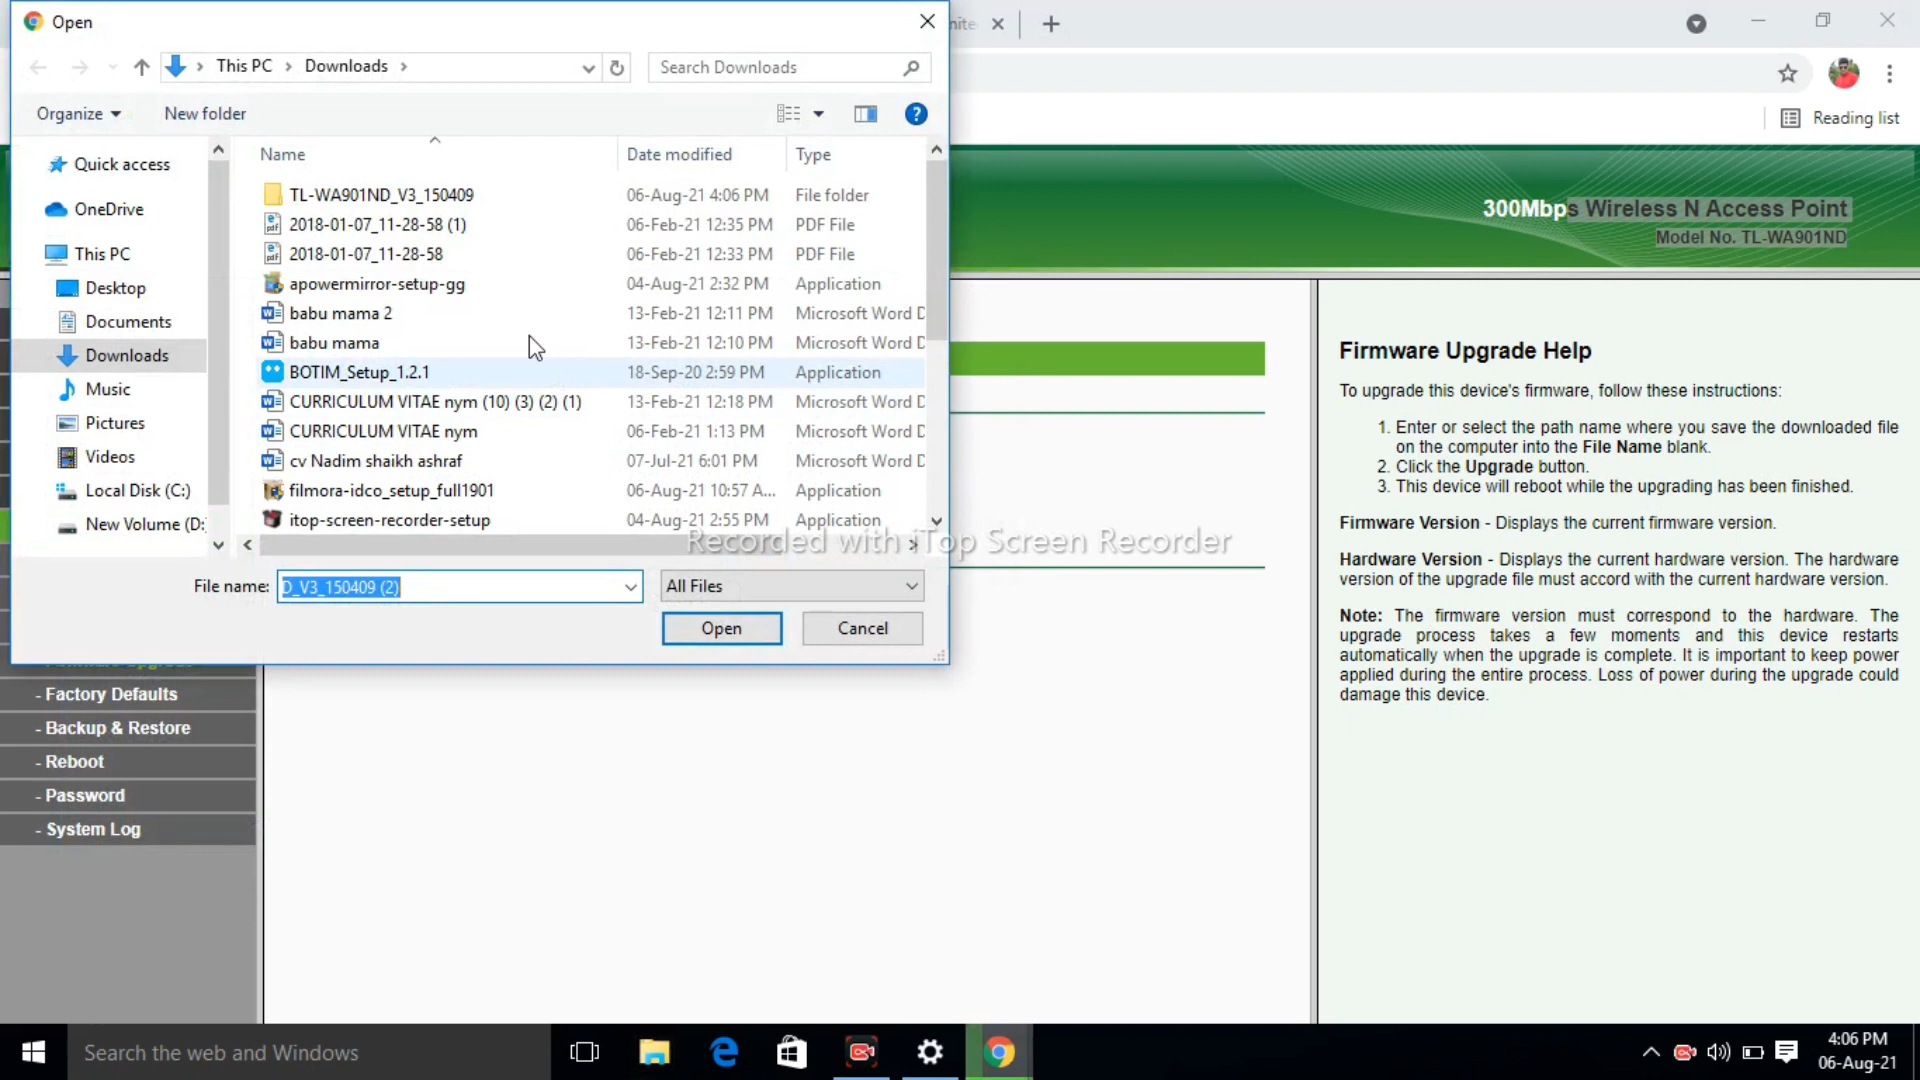 Open
nite
This PC
Downloads
Search Downloads
Organize
New folder
Reading list
Quick access
OneDrive
This PC
Desktop
Documents
Downloads
Music
Pictures
Videos
Local Disk (C:)
New Volume (D:
Name Date modified Type
TL-WA901ND_V3_150409 06-Aug-21 4:06 PM File folder
2018-01-07_11-28-58 (1) 06-Feb-21 12:35 PM PDF File
2018-01-07_11-28-58 06-Feb-21 12:33 PM PDF File
apowermirror-setup-gg 04-Aug-21 2:32 PM Application
babu mama 2 13-Feb-21 12:11 PM Microsoft Word D
babu mama 13-Feb-21 12:10 PM Microsoft Word D
BOTIM_Setup_1.2.1 18-Sep-20 2:59 PM Application
CURRICULUM VITAE nym (10) (3) (2) (1) 13-Feb-21 12:18 PM Microsoft Word D
CURRICULUM VITAE nym 06-Feb-21 1:13 PM Microsoft Word D
cv Nadim shaikh ashraf 07-Jul-21 6:01 PM Microsoft Word D
filmora-idco_setup_full1901 06-Aug-21 10:57 A... Application
itop-screen-recorder-setup 04-Aug-21 2:55 PM Application
Recorded with iTop Screen Recorder
File name: D_V3_150409 (2) All Files
Open Cancel
300Mbps Wireless N Access Point
Model No. TL-WA901ND
- Factory Defaults
- Backup & Restore
- Reboot
- Password
- System Log
Firmware Upgrade Help
To upgrade this device's firmware, follow these instructions:
1. Enter or select the path name where you save the downloaded file
on the computer into the File Name blank.
2. Click the Upgrade button.
3. This device will reboot while the upgrading has been finished.
Firmware Version - Displays the current firmware version.
Hardware Version - Displays the current hardware version. The hardware
version of the upgrade file must accord with the current hardware version.
Note: The firmware version must correspond to the hardware. The
upgrade process takes a few moments and this device restarts
automatically when the upgrade is complete. It is important to keep power
applied during the entire process. Loss of power during the upgrade could
damage this device.
Search the web and Windows
4:06 PM
06-Aug-21